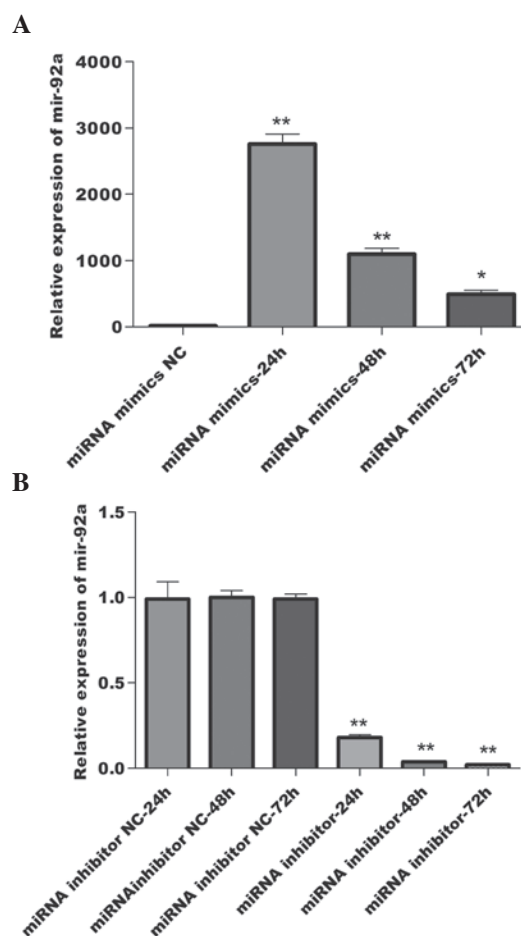 A
Relative expression of mir-92a
4000
3000
2000
1000
0
**
**
*
miRNA mimics NC
miRNA mimics-24h
miRNA mimics-48h
miRNA mimics-72h
B
Relative expression of mir-92a
1.5
1.0
0.5
0.0
**
**
**
miRNA inhibitor NC-24h
miRNAinhibitor NC-48h
miRNA inhibitor NC-72h
miRNA inhibitor-24h
miRNA inhibitor-48h
miRNA inhibitor-72h